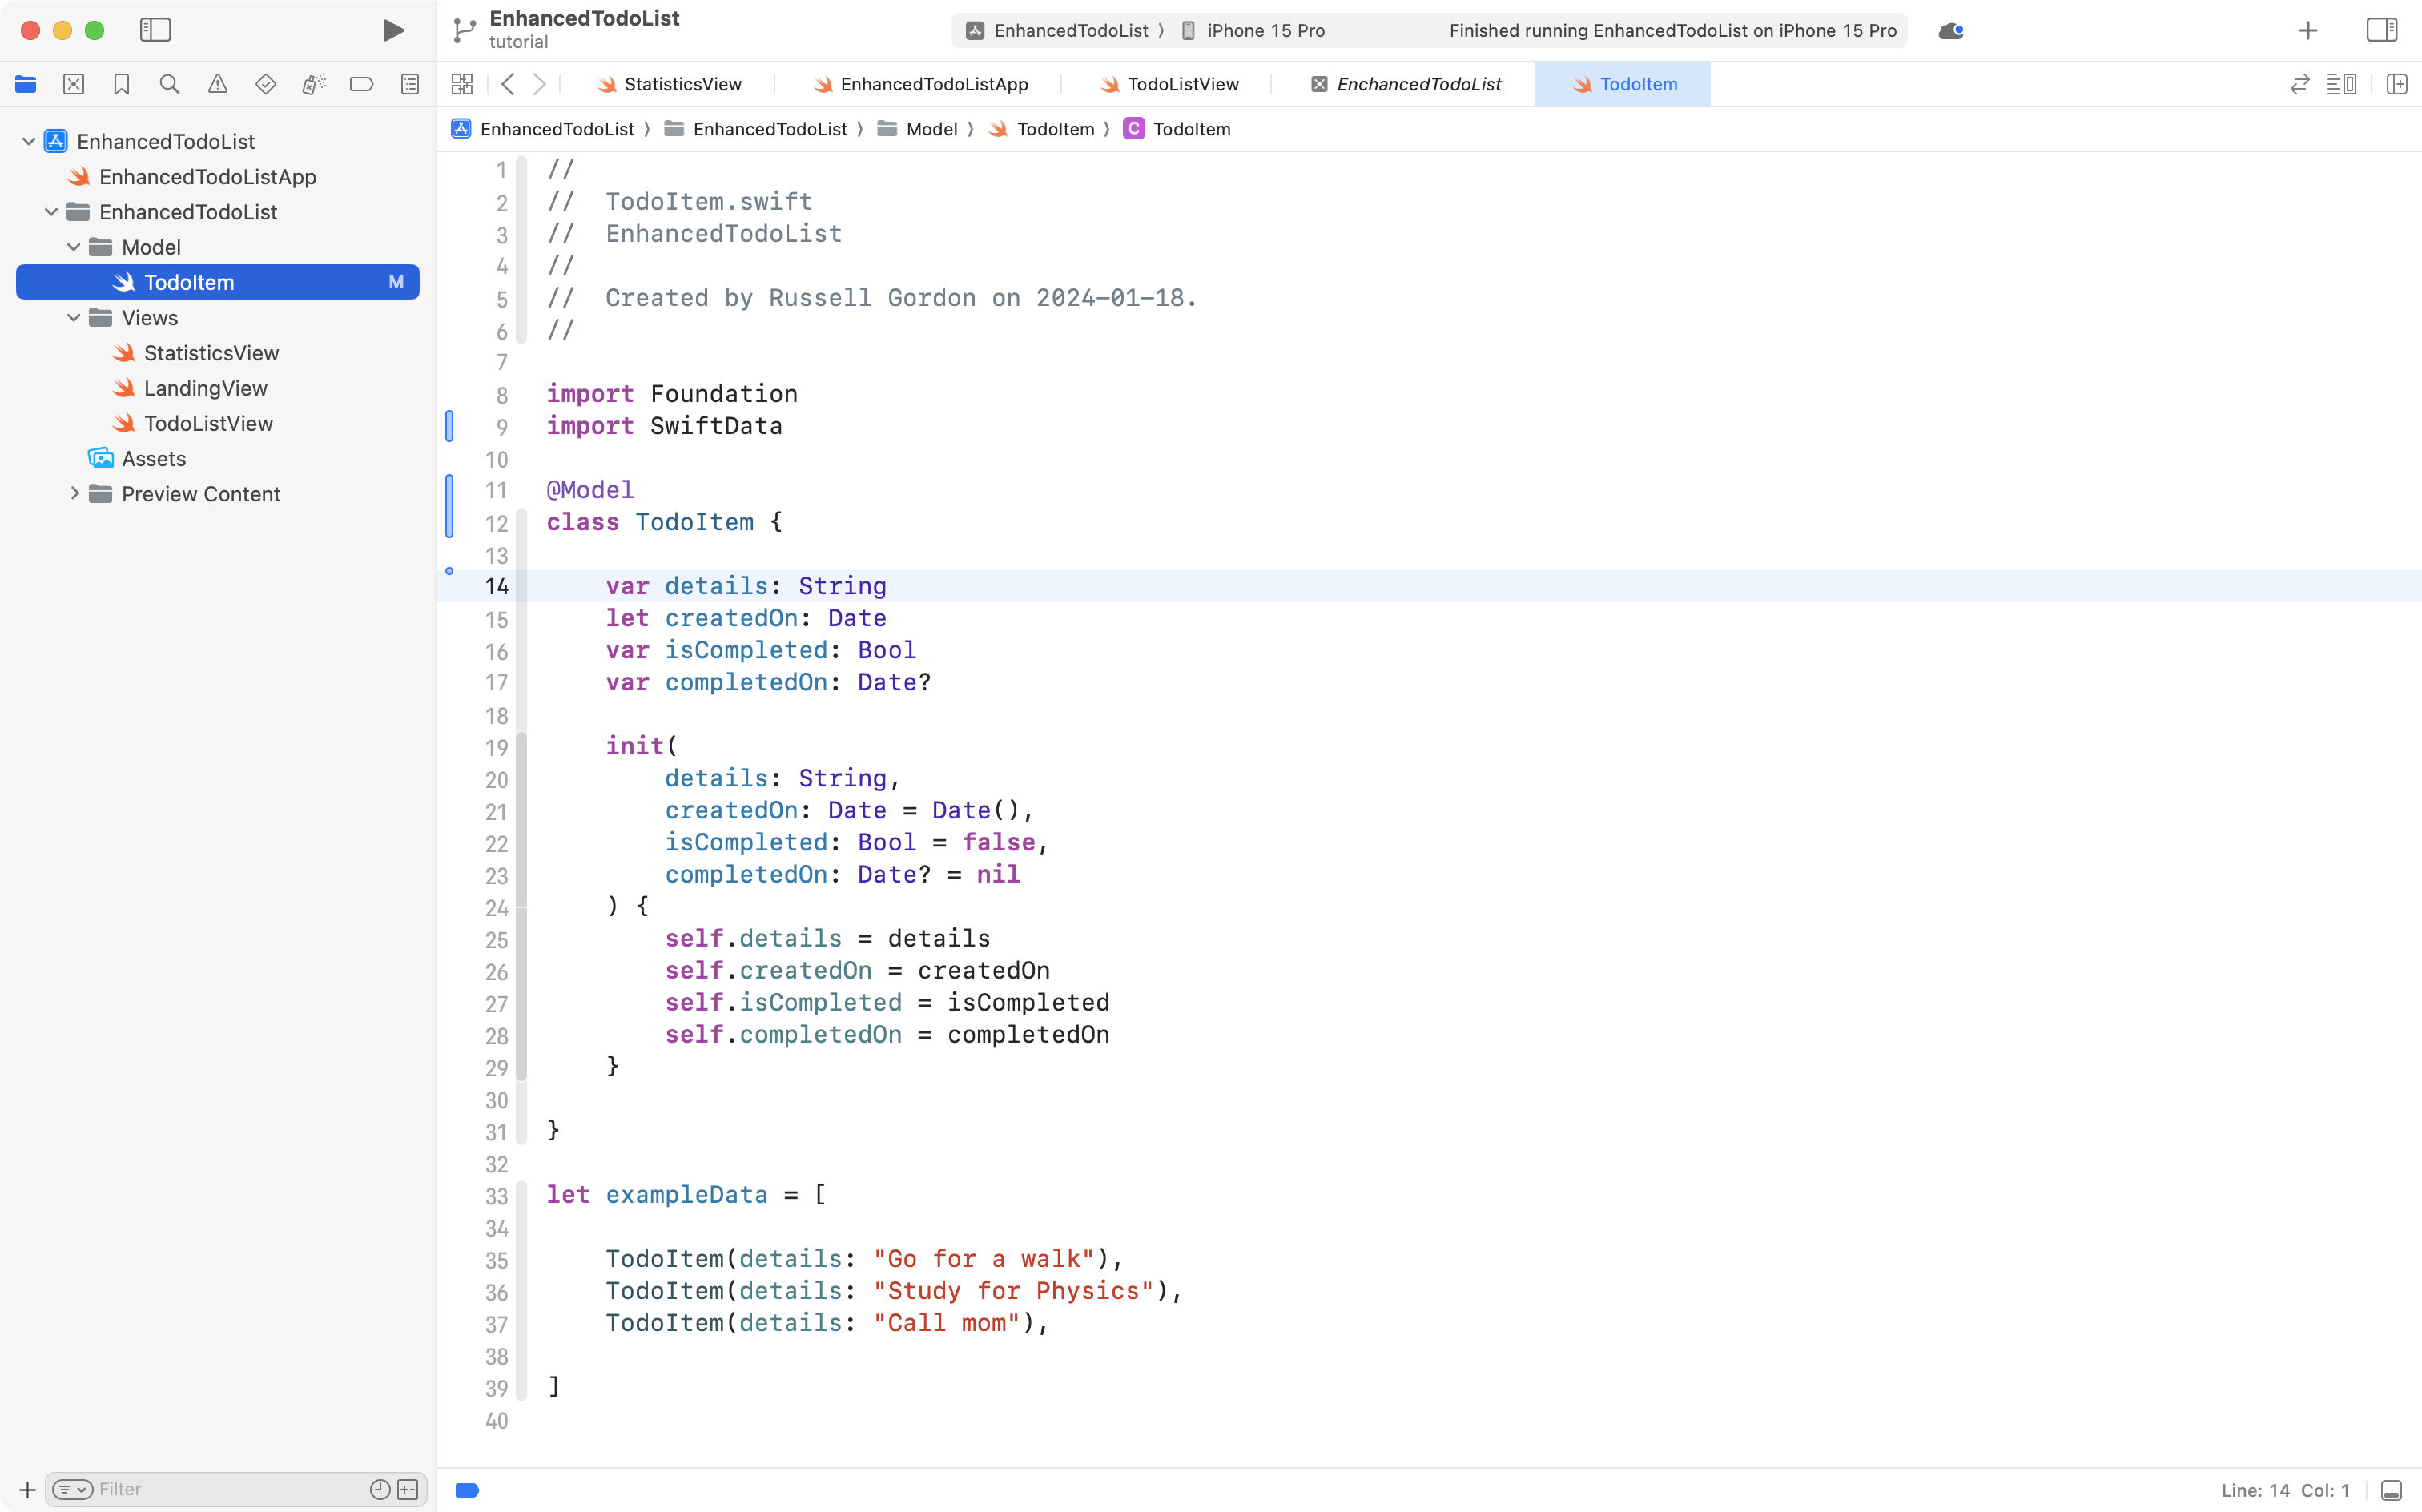 EnhancedTodoList
tutorial
EnhancedTodoList
iPhone 15 Pro
Finished running EnhancedTodoList on iPhone 15 Pro
StatisticsView
EnhancedTodoListApp
TodoListView
EnchancedTodoList
TodoItem
EnhancedTodoList
EnhancedTodoList
Model
TodoItem
C TodoItem
EnhancedTodoList
EnhancedTodoListApp
EnhancedTodoList
Model
TodoItem M
Views
StatisticsView
LandingView
TodoListView
Assets
Preview Content
1 //
2 //  TodoItem.swift
3 //  EnhancedTodoList
4 //
5 //  Created by Russell Gordon on 2024-01-18.
6 //
7
8 import Foundation
9 import SwiftData
10
11 @Model
12 class TodoItem {
13
14     var details: String
15     let createdOn: Date
16     var isCompleted: Bool
17     var completedOn: Date?
18
19     init(
20         details: String,
21         createdOn: Date = Date(),
22         isCompleted: Bool = false,
23         completedOn: Date? = nil
24     ) {
25         self.details = details
26         self.createdOn = createdOn
27         self.isCompleted = isCompleted
28         self.completedOn = completedOn
29     }
30
31 }
32
33 let exampleData = [
34
35     TodoItem(details: "Go for a walk"),
36     TodoItem(details: "Study for Physics"),
37     TodoItem(details: "Call mom"),
38
39 ]
40
Filter
Line: 14 Col: 1